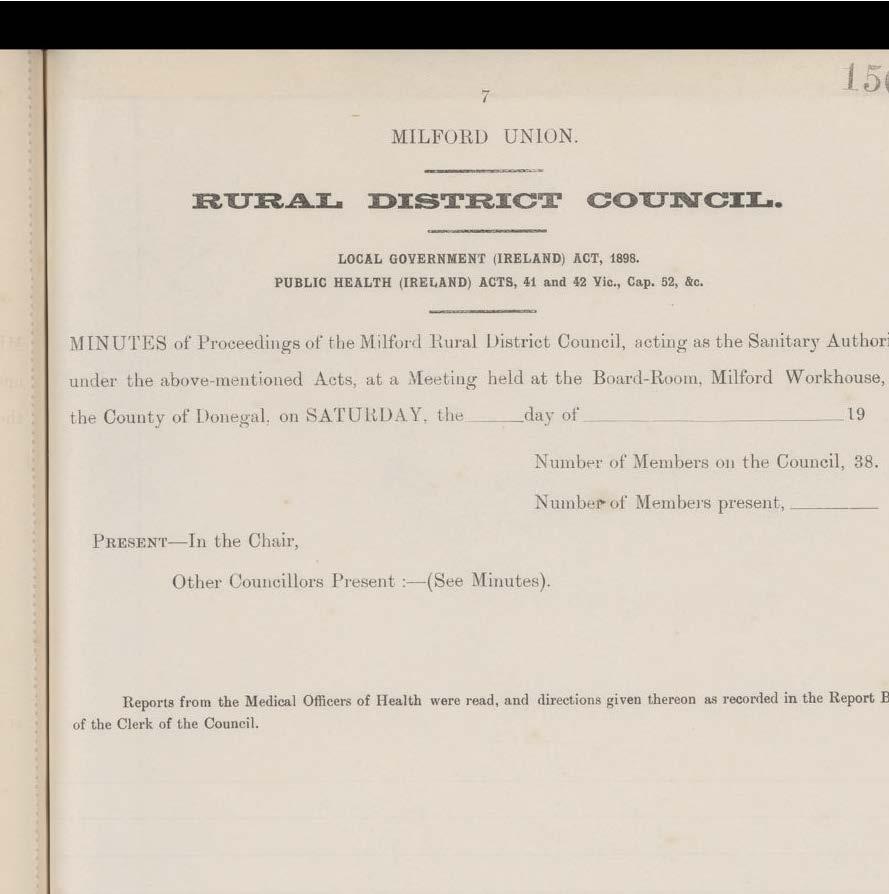 150
7
MILFORD UNION.
RURAL DISTRICT COUNCIL.
LOCAL GOVERNMENT (IRELAND) ACT, 1898.
PUBLIC HEALTH (IRELAND) ACTS, 41 and 42 Vic., Cap. 52, &c.
MINUTES of Proceedings of the Milford Rural District Council, acting as the Sanitary Authori
under the above-mentioned Acts, at a Meeting held at the Board-Room, Milford Workhouse,
the County of Donegal, on SATURDAY, the _____ day of _____ 19
Number of Members on the Council, 38.
Number of Members present, _____
PRESENT—In the Chair,
Other Councillors Present :—(See Minutes).
Reports from the Medical Officers of Health were read, and directions given thereon as recorded in the Report B
of the Clerk of the Council.